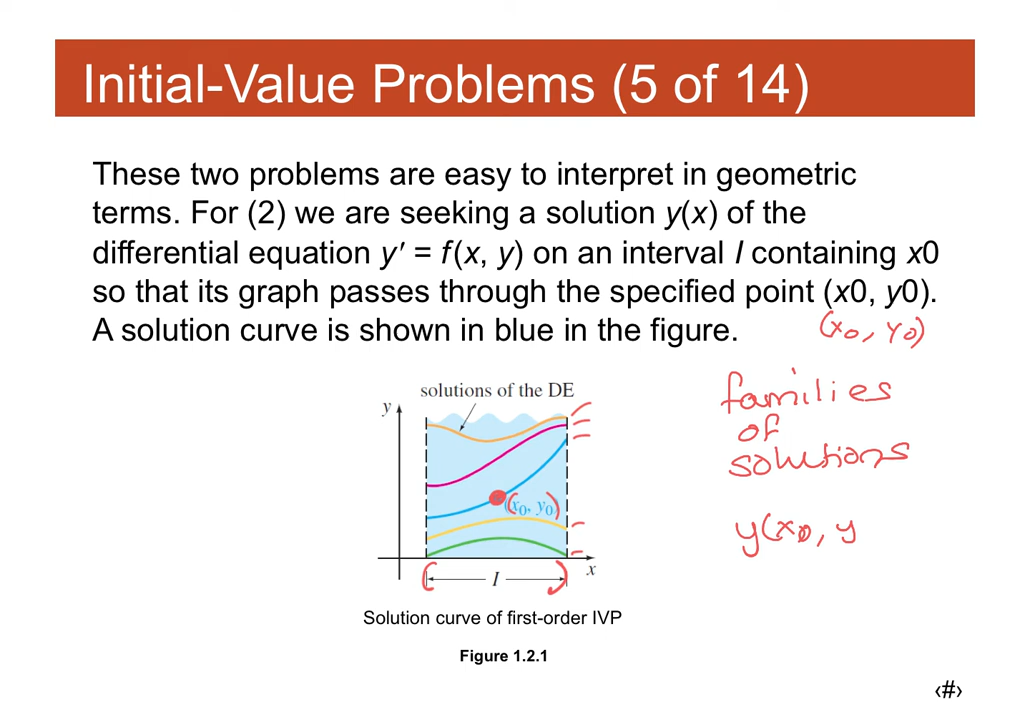 Initial-Value Problems (5 of 14)
These two problems are easy to interpret in geometric
terms. For (2) we are seeking a solution y(x) of the
differential equation y′ = f(x, y) on an interval I containing x0
so that its graph passes through the specified point (x0, y0).
A solution curve is shown in blue in the figure.
(x0, y0)
solutions of the DE
families
of
solutions
y
(x0, y0)
y(x0, y
I
x
Solution curve of first-order IVP
Figure 1.2.1
‹#›